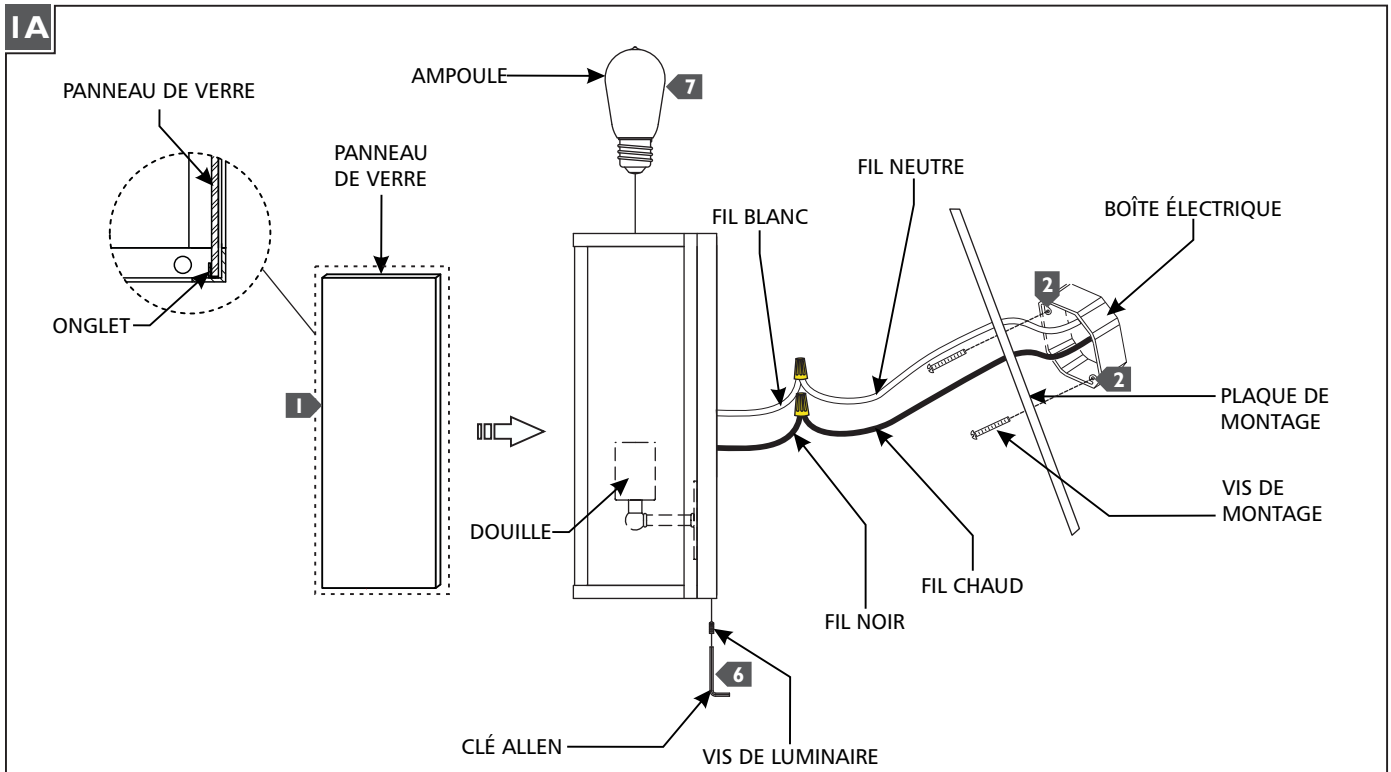 1A
PANNEAU DE VERRE
AMPOULE
7
PANNEAU
DE VERRE
FIL NEUTRE
FIL BLANC
BOÎTE ÉLECTRIQUE
2
ONGLET
2
1
PLAQUE DE
MONTAGE
VIS DE
MONTAGE
DOUILLE
FIL CHAUD
FIL NOIR
6
CLÉ ALLEN
VIS DE LUMINAIRE